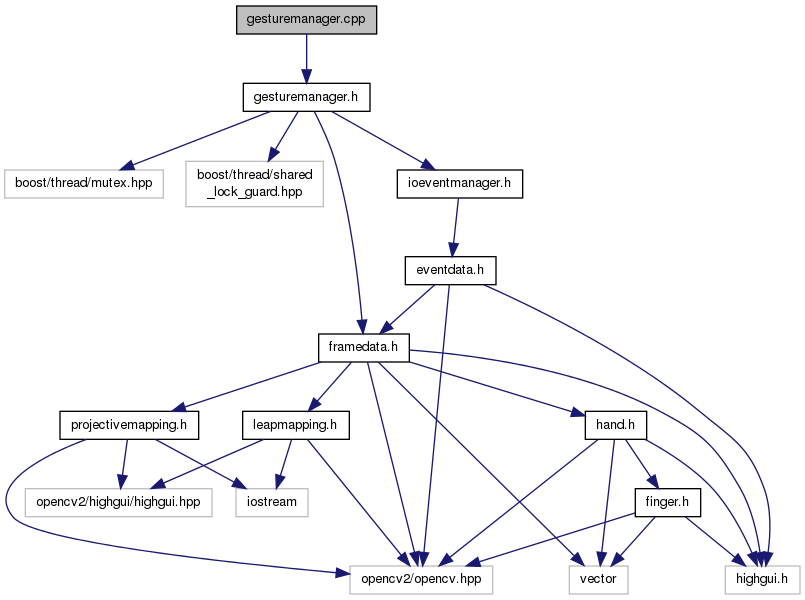 gesturemanager.cpp
gesturemanager.h
boost/thread/mutex.hpp
boost/thread/shared
_lock_guard.hpp
ioeventmanager.h
eventdata.h
framedata.h
projectivemapping.h
leapmapping.h
hand.h
opencv2/highgui/highgui.hpp
iostream
finger.h
opencv2/opencv.hpp
vector
highgui.h